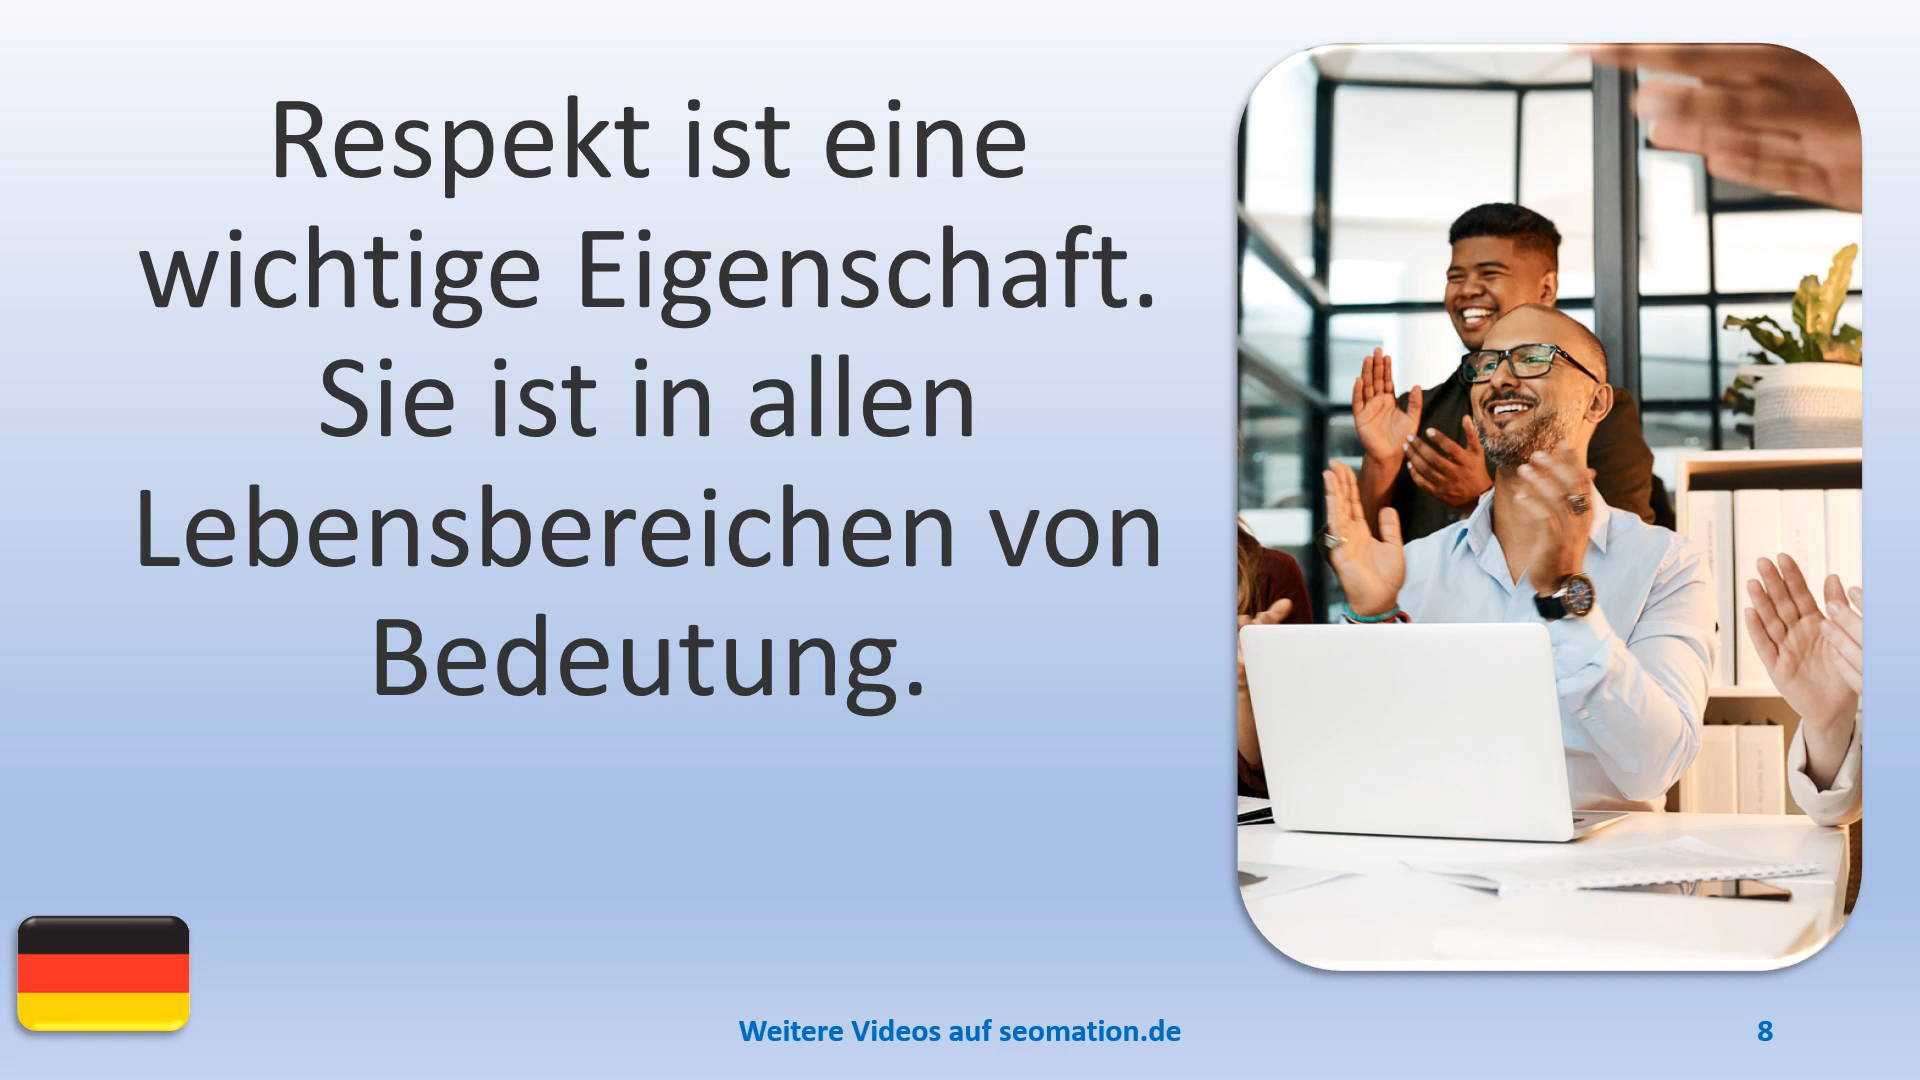 Respekt ist eine
wichtige Eigenschaft.
Sie ist in allen
Lebensbereichen von
Bedeutung.
Weitere Videos auf seomation.de
8